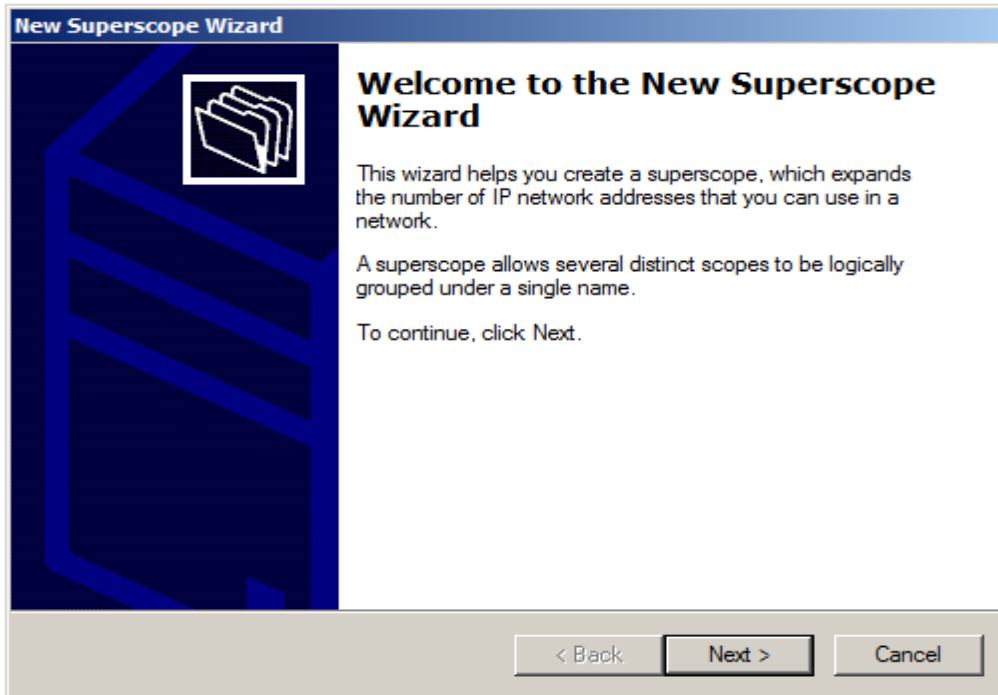 New Superscope Wizard
Welcome to the New Superscope
Wizard
This wizard helps you create a superscope, which expands
the number of IP network addresses that you can use in a
network.
A superscope allows several distinct scopes to be logically
grouped under a single name.
To continue, click Next.
< Back
Next >
Cancel